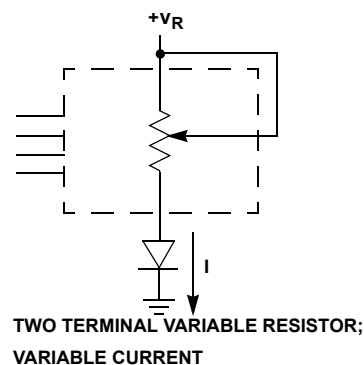 +vR
I
TWO TERMINAL VARIABLE RESISTOR;
VARIABLE CURRENT